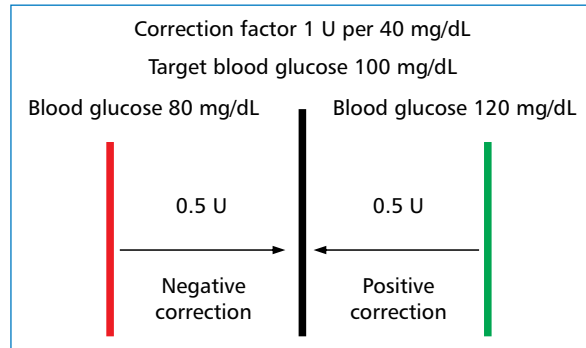 Correction factor 1 U per 40 mg/dL
Target blood glucose 100 mg/dL
Blood glucose 80 mg/dL
Blood glucose 120 mg/dL
0.5 U
0.5 U
Negative
correction
Positive
correction